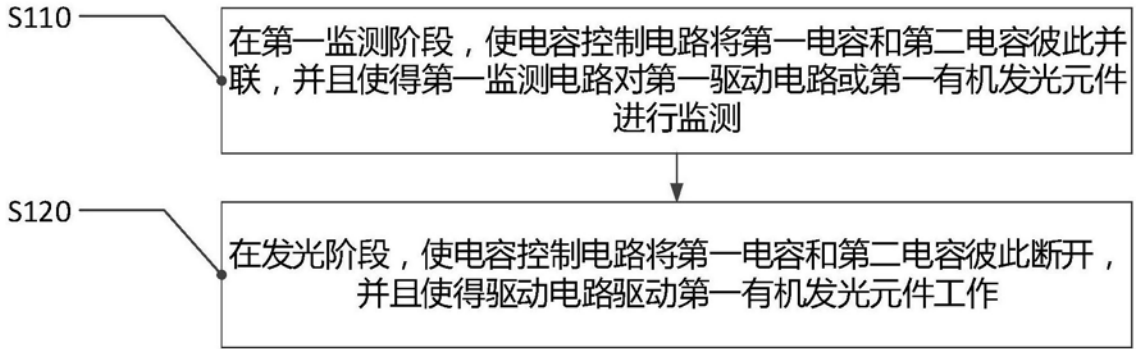 S110
在第一监测阶段，使电容控制电路将第一电容和第二电容彼此并
联，并且使得第一监测电路对第一驱动电路或第一有机发光元件
进行监测
S120
在发光阶段，使电容控制电路将第一电容和第二电容彼此断开，
并且使得驱动电路驱动第一有机发光元件工作